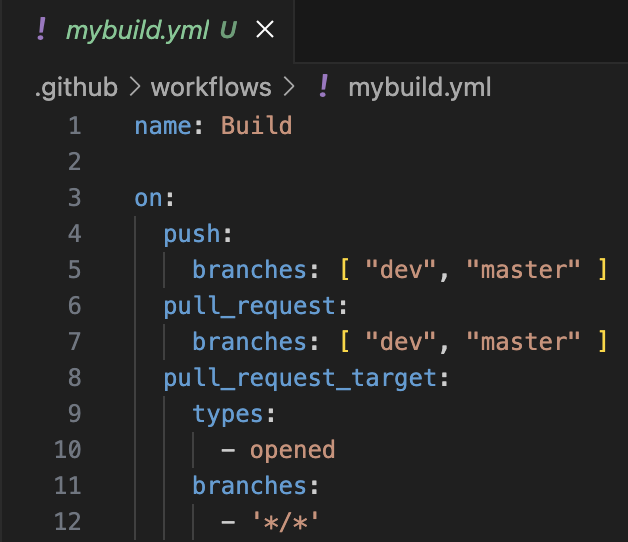 ! mybuild.yml U ×
.github > workflows > ! mybuild.yml
1 name: Build
2
3 on:
4   push:
5     branches: [ "dev", "master" ]
6   pull_request:
7     branches: [ "dev", "master" ]
8   pull_request_target:
9     types:
10       - opened
11     branches:
12       - '*/*'